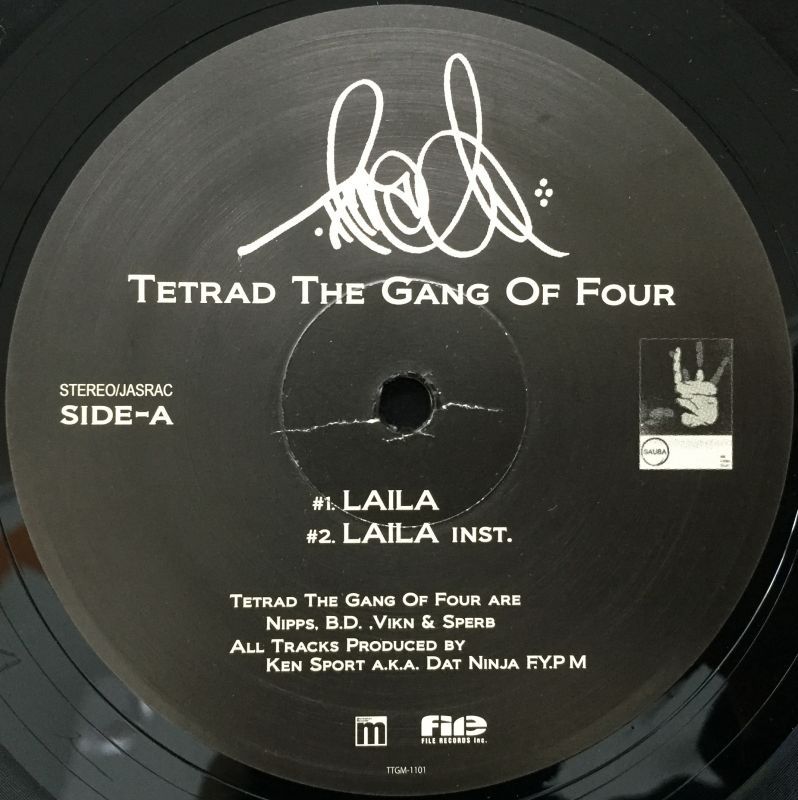 TETRAD THE GANG OF FOUR
STEREO/JASRAC
SIDE-A
SAUBA
#1. LAILA
#2. LAILA INST.
TETRAD THE GANG OF FOUR ARE
NIPPS, B.D. ,VIKN & SPERB
ALL TRACKS PRODUCED BY
KEN SPORT A.K.A. DAT NINJA F.Y.P M
m
FILE
FILE RECORDS Inc.
TTGM-1101